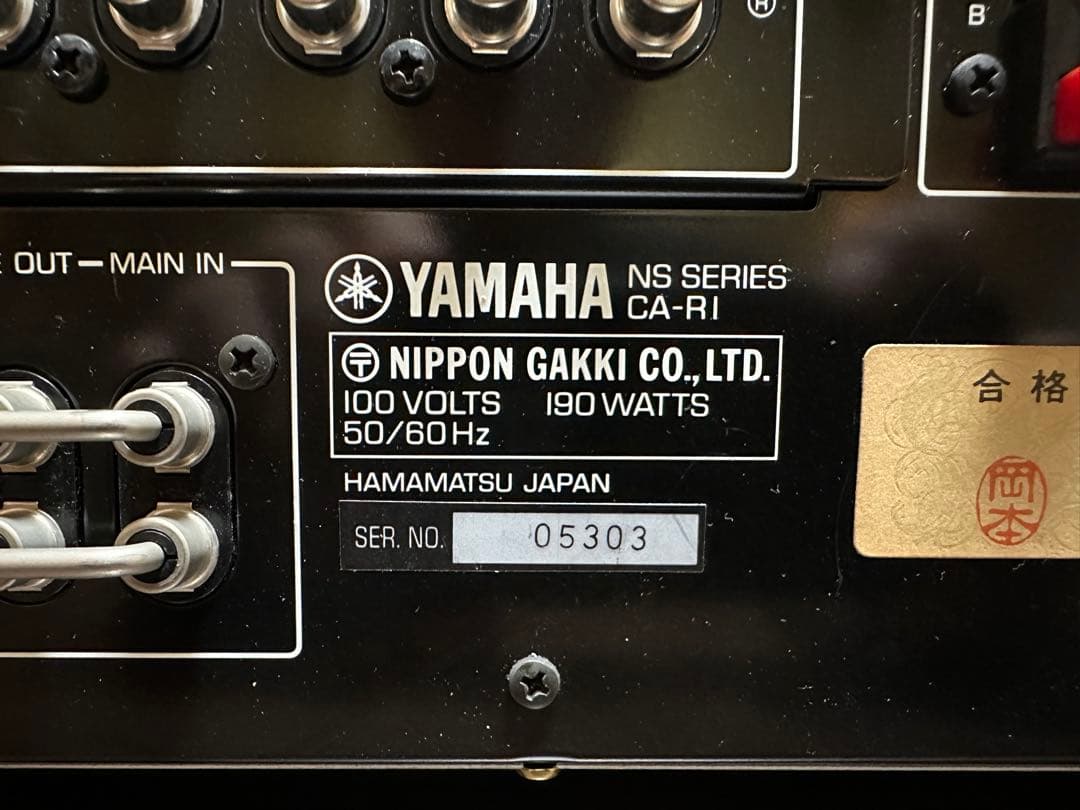 R
B
OUT MAIN IN
YAMAHA NS SERIES
CA-R1
〒 NIPPON GAKKI CO., LTD.
100 VOLTS 190 WATTS
50/60Hz
HAMAMATSU JAPAN
SER. NO. 05303
合格
岡本